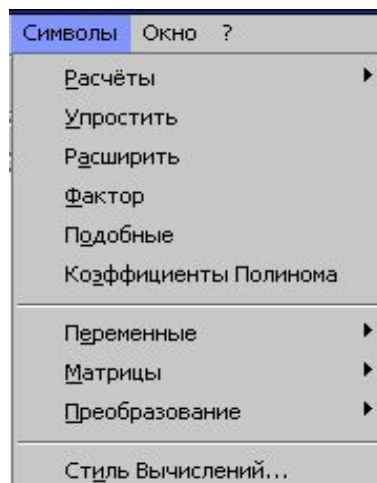 Символы Окно ?
Расчёты
Упростить
Расширить
Фактор
Подобные
Коэффициенты Полинома
Переменные
Матрицы
Преобразование
Стиль Вычислений...